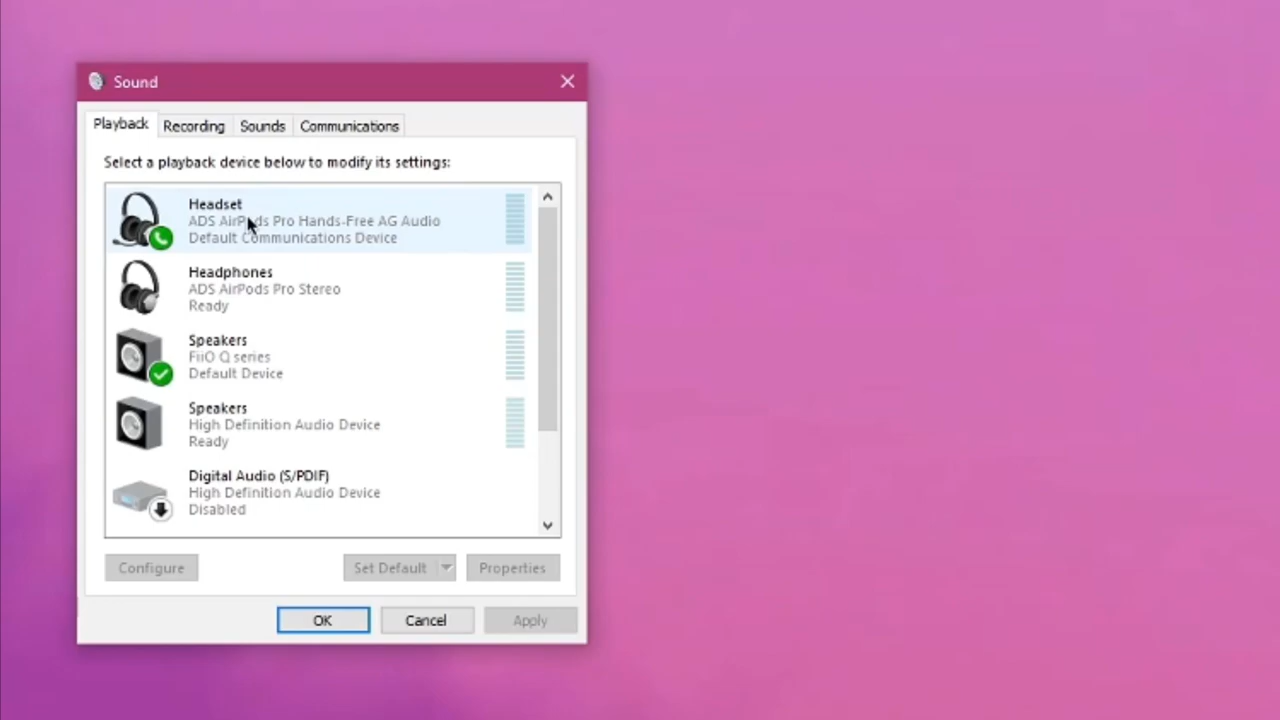 Sound
Playback
Recording
Sounds
Communications
Select a playback device below to modify its settings:
Headset
ADS AirPods Pro Hands-Free AG Audio
Default Communications Device
Headphones
ADS AirPods Pro Stereo
Ready
Speakers
FiiO Q series
Default Device
Speakers
High Definition Audio Device
Ready
Digital Audio (S/PDIF)
High Definition Audio Device
Disabled
Configure
Set Default
Properties
OK
Cancel
Apply